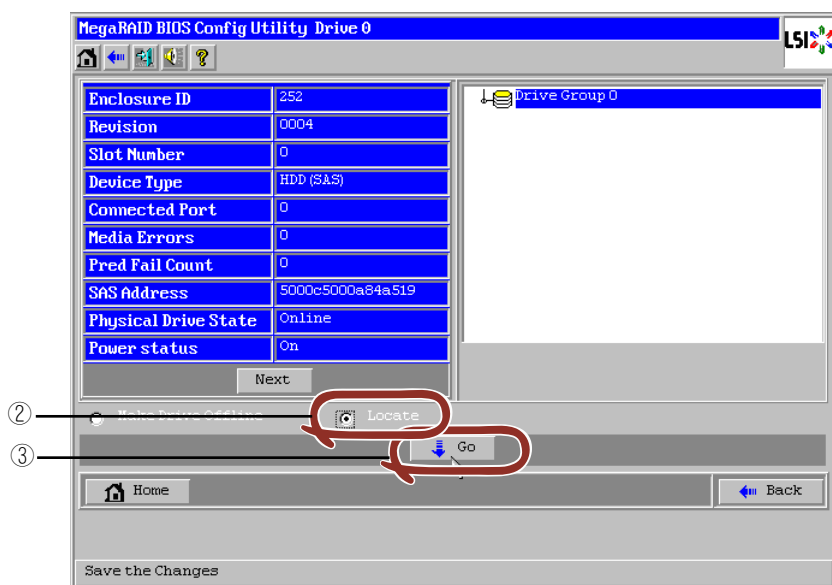 MegaRAID BIOS Config Utility Drive 0
LSI
Enclosure ID 252
Revision 0004
Slot Number 0
Device Type HDD (SAS)
Connected Port 0
Media Errors 0
Pred Fail Count 0
SAS Address 5000c5000a84a519
Physical Drive State Online
Power status On
Next
Drive Group 0
② Make Drive Offline Locate
③ Go
Home
Back
Save the Changes